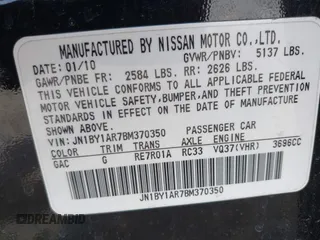 MANUFACTURED BY NISSAN MOTOR CO.,LTD.
DATE: 01/10 GVWR/PNBV: 5137 LBS.
GAWR/PNBE FR: 2584 LBS. RR: 2626 LBS.
THIS VEHICLE CONFORMS TO ALL APPLICABLE FEDERAL
MOTOR VEHICLE SAFETY,BUMPER,AND THEFT PREVENTION
STANDARDS IN EFFECT ON THE DATE OF MANUFACTURE
SHOWN ABOVE.
VIN:JN1BY1AR7BM370350 PASSENGER CAR
COLOR TRIM TRANS AXLE ENGINE
GAC G RE7R01A RC33 VQ37(VHR) 3696CC
JN1BY1AR7BM370350
DREAMBID